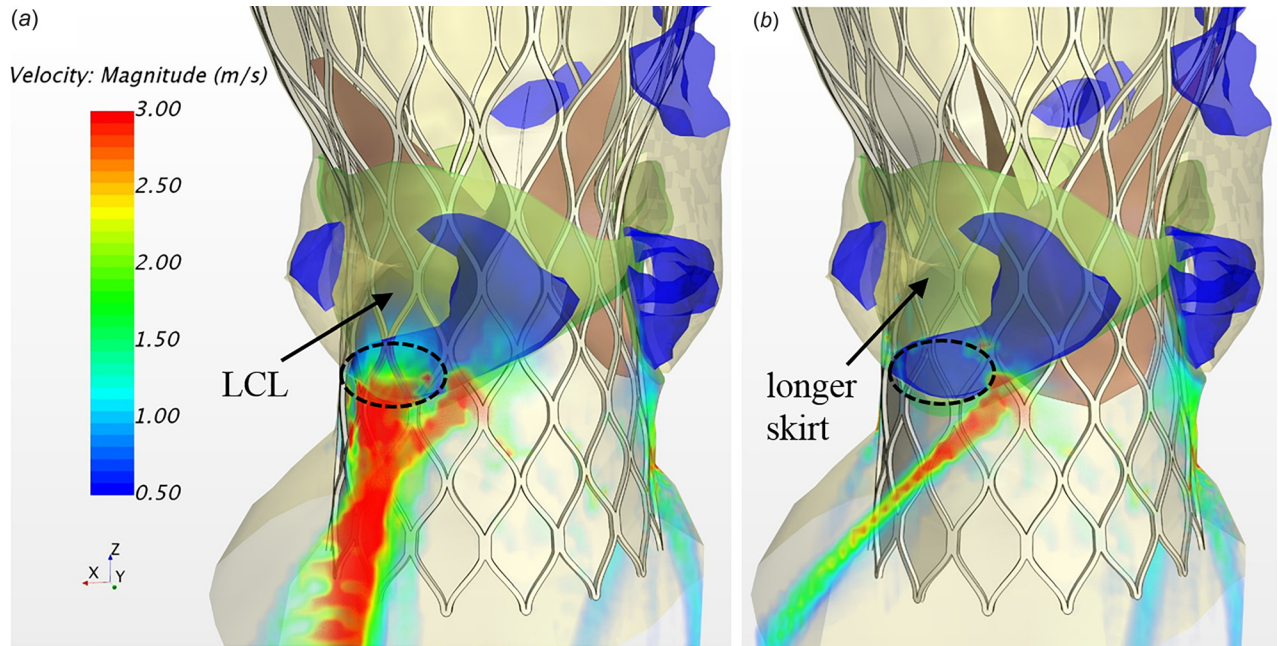 (a)
(b)
Velocity: Magnitude (m/s)
3.00
2.50
2.00
1.50
1.00
0.50
LCL
longer
skirt
Z
X
Y